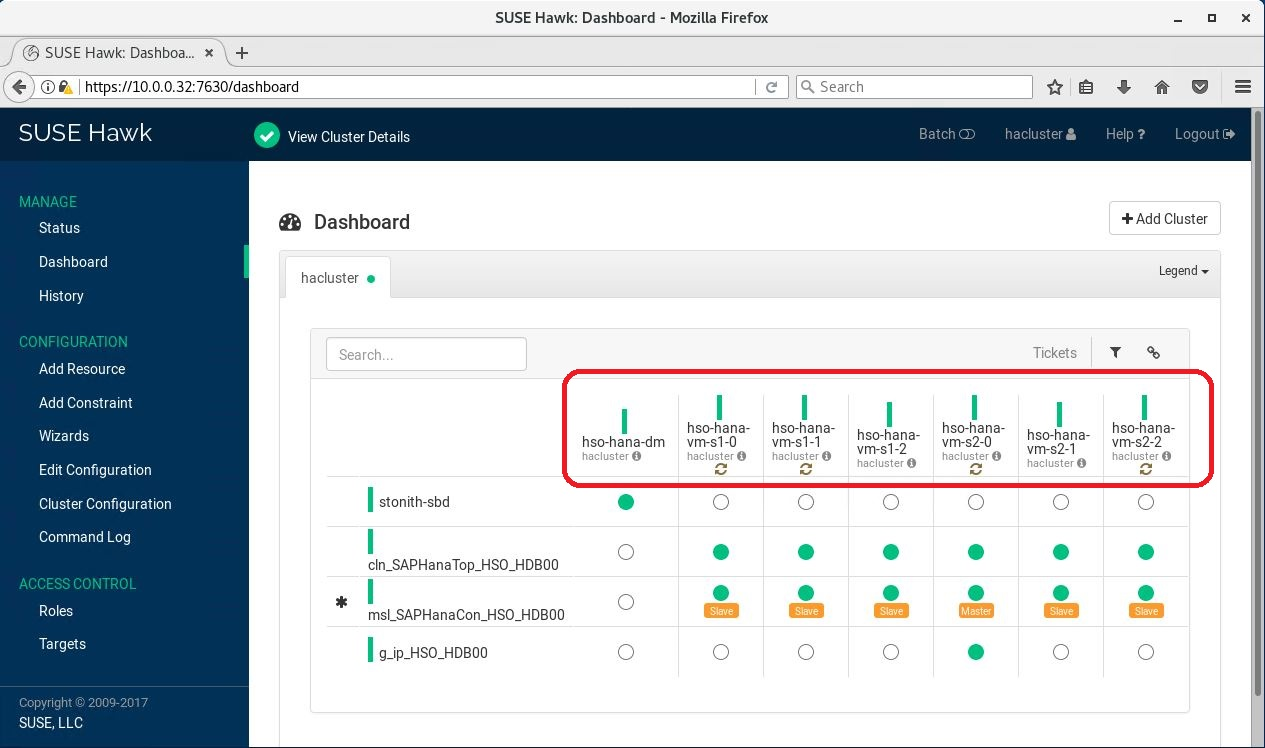 SUSE Hawk: Dashboard - Mozilla Firefox
SUSE Hawk: Dashboa...
https://10.0.0.32:7630/dashboard
Search
SUSE Hawk
View Cluster Details
Batch
hacluster
Help ?
Logout
MANAGE
Status
Dashboard
History
CONFIGURATION
Add Resource
Add Constraint
Wizards
Edit Configuration
Cluster Configuration
Command Log
ACCESS CONTROL
Roles
Targets
Copyright © 2009-2017
SUSE, LLC
Dashboard
+ Add Cluster
hacluster
Legend
Search...
Tickets
hso-hana-dm
hacluster
hso-hana-
vm-s1-0
hacluster
hso-hana-
vm-s1-1
hacluster
hso-hana-
vm-s1-2
hacluster
hso-hana-
vm-s2-0
hacluster
hso-hana-
vm-s2-1
hacluster
hso-hana-
vm-s2-2
hacluster
stonith-sbd
cln_SAPHanaTop_HSO_HDB00
msl_SAPHanaCon_HSO_HDB00
Slave
Slave
Slave
Master
Slave
Slave
g_ip_HSO_HDB00